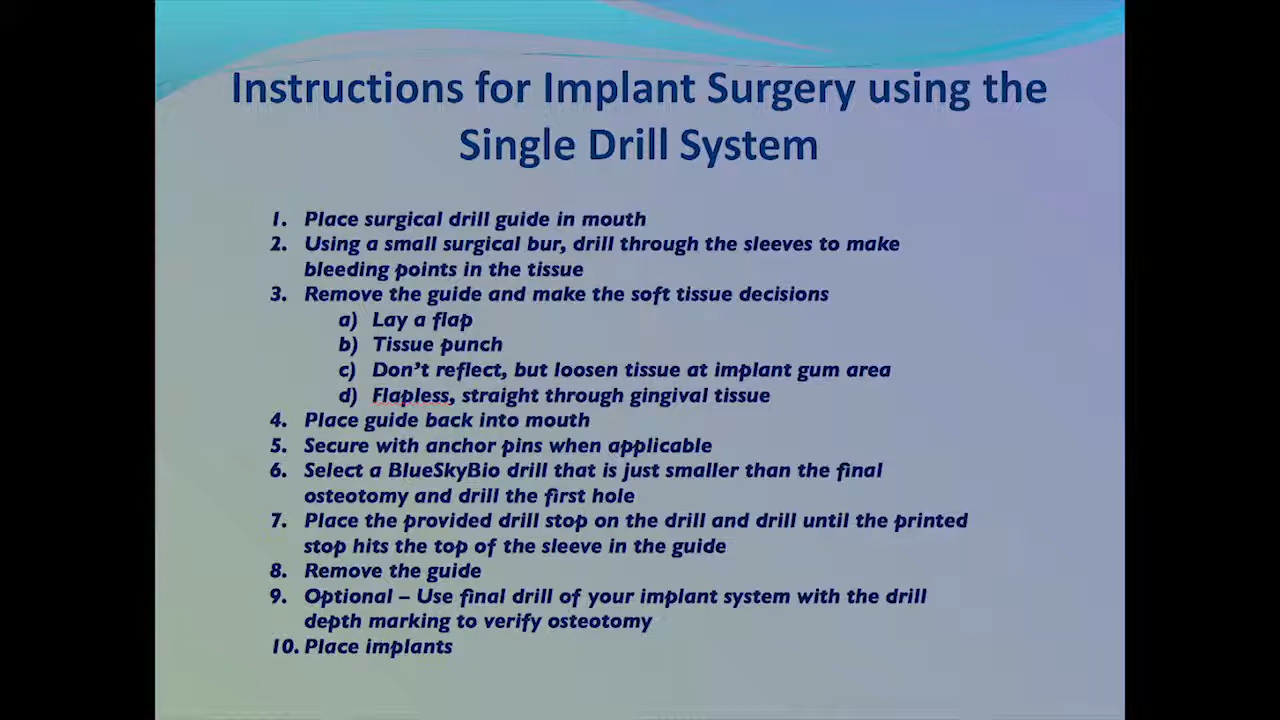 Instructions for Implant Surgery using the
Single Drill System
1. Place surgical drill guide in mouth
2. Using a small surgical bur, drill through the sleeves to make
bleeding points in the tissue
3. Remove the guide and make the soft tissue decisions
a) Lay a flap
b) Tissue punch
c) Don't reflect, but loosen tissue at implant gum area
d) Flapless, straight through gingival tissue
4. Place guide back into mouth
5. Secure with anchor pins when applicable
6. Select a BlueSkyBio drill that is just smaller than the final
osteotomy and drill the first hole
7. Place the provided drill stop on the drill and drill until the printed
stop hits the top of the sleeve in the guide
8. Remove the guide
9. Optional – Use final drill of your implant system with the drill
depth marking to verify osteotomy
10. Place implants